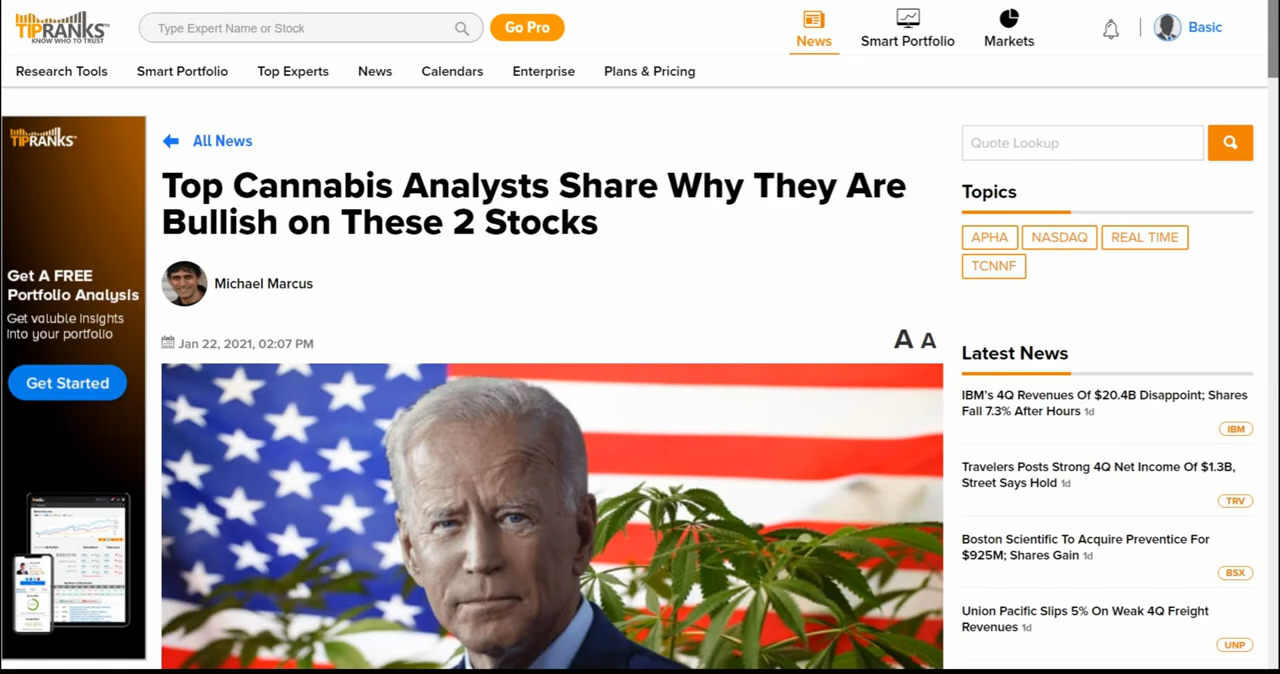 TIPRANKS
KNOW WHO TO TRUST
Type Expert Name or Stock
Go Pro
News
Smart Portfolio
Markets
Basic
Research Tools
Smart Portfolio
Top Experts
News
Calendars
Enterprise
Plans & Pricing
TIPRANKS
Get A FREE
Portfolio Analysis
Get valuable insights
into your portfolio
Get Started
All News
Top Cannabis Analysts Share Why They Are
Bullish on These 2 Stocks
Michael Marcus
Jan 22, 2021, 02:07 PM
A A
Quote Lookup
Topics
APHA
NASDAQ
REAL TIME
TCNNF
Latest News
IBM's 4Q Revenues Of $20.4B Disappoint; Shares
Fall 7.3% After Hours 1d
IBM
Travelers Posts Strong 4Q Net Income Of $1.3B,
Street Says Hold 1d
TRV
Boston Scientific To Acquire Preventice For
$925M; Shares Gain 1d
BSX
Union Pacific Slips 5% On Weak 4Q Freight
Revenues 1d
UNP